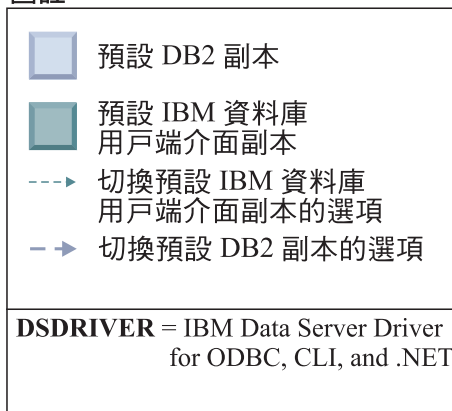 預設 DB2 副本
預設 IBM 資料庫
用戶端介面副本
切換預設 IBM 資料庫
用戶端介面副本的選項
切換預設 DB2 副本的選項
DSDRIVER = IBM Data Server Driver
for ODBC, CLI, and .NET